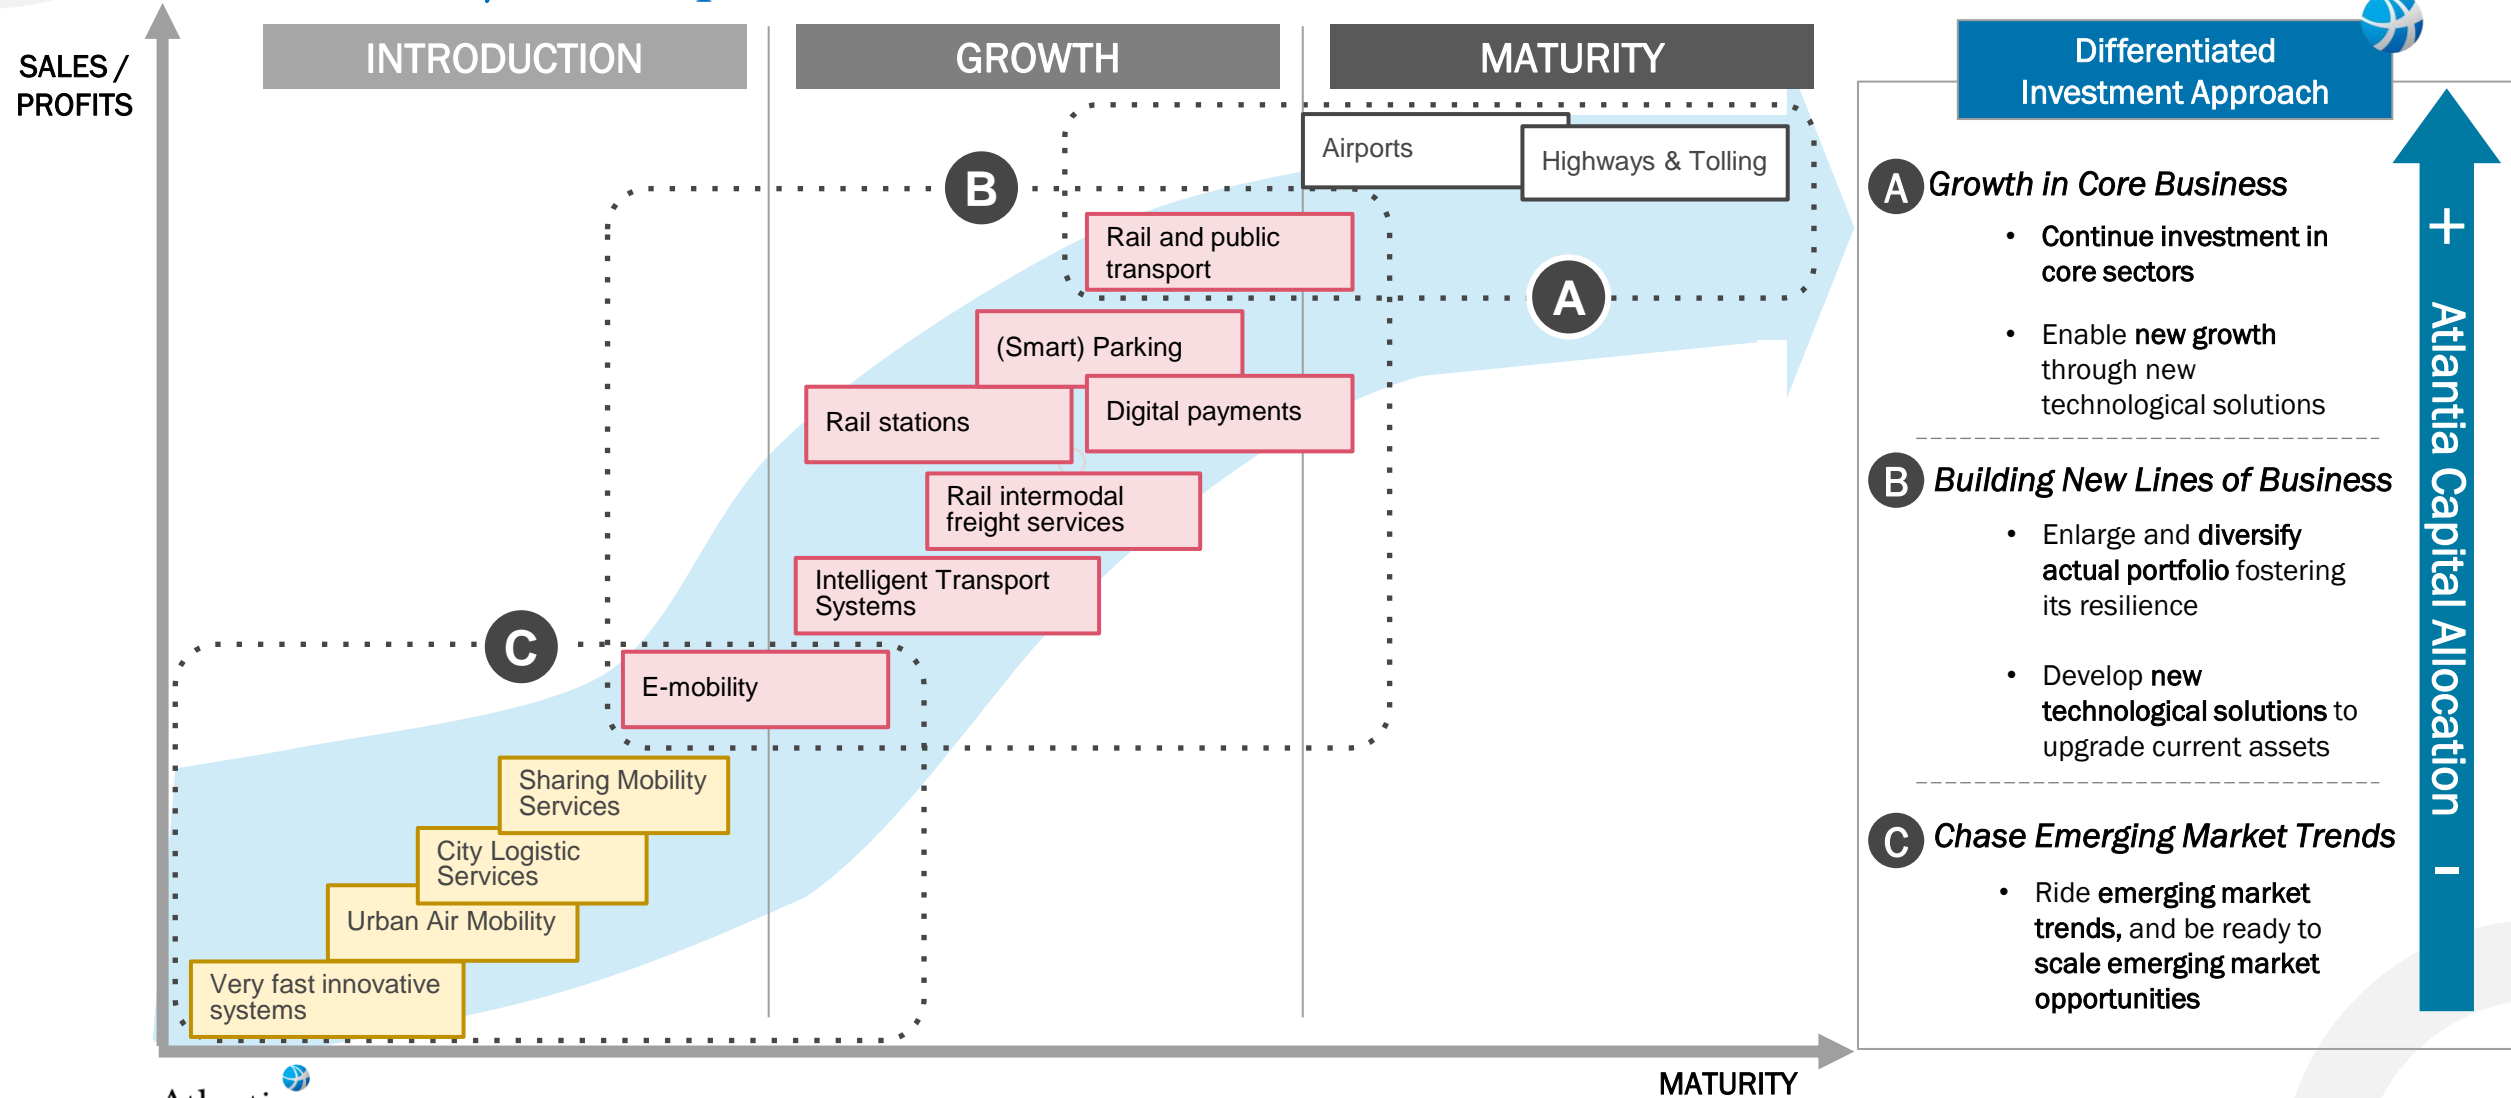 SALES /
PROFITS
INTRODUCTION
GROWTH
MATURITY
Airports
Highways & Tolling
B
Rail and public
transport
A
(Smart) Parking
Rail stations
Digital payments
Rail intermodal
freight services
Intelligent Transport
Systems
C
E-mobility
Sharing Mobility
Services
City Logistic
Services
Urban Air Mobility
Very fast innovative
systems
MATURITY
Differentiated
Investment Approach
A Growth in Core Business
• Continue investment in
core sectors
• Enable new growth
through new
technological solutions
B Building New Lines of Business
• Enlarge and diversify
actual portfolio fostering
its resilience
• Develop new
technological solutions to
upgrade current assets
C Chase Emerging Market Trends
• Ride emerging market
trends, and be ready to
scale emerging market
opportunities
+ Atlantia Capital Allocation -